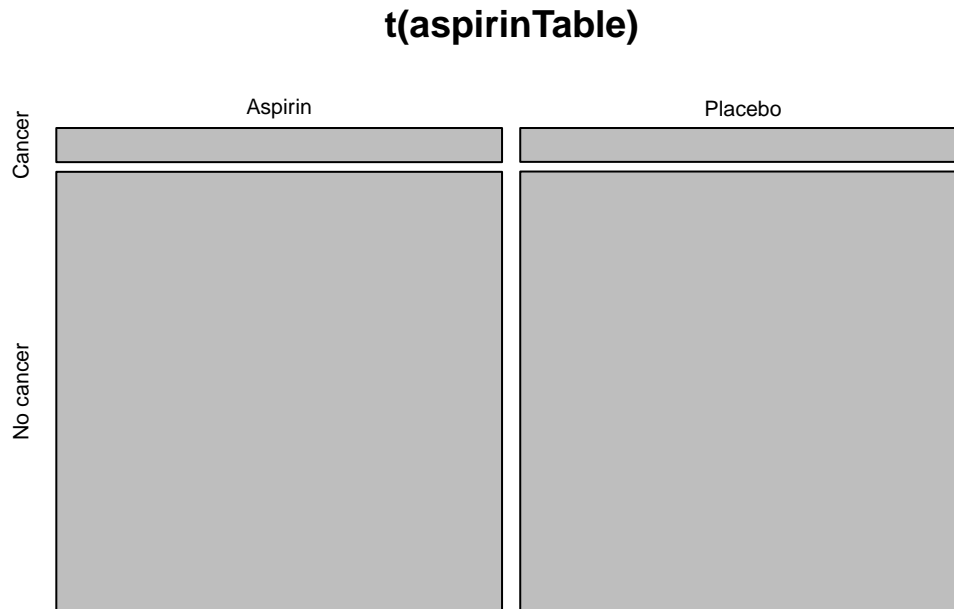 t(aspirinTable)
Aspirin
Placebo
Cancer
No cancer